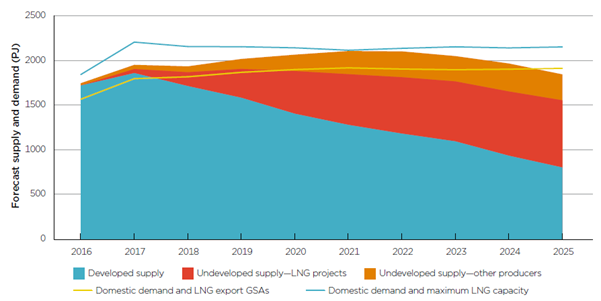 Forecast supply and demand (PJ)
2500
2000
1500
1000
500
0
2016 2017 2018 2019 2020 2021 2022 2023 2024 2025
Developed supply Undeveloped supply—LNG projects Undeveloped supply—other producers
Domestic demand and LNG export GSAs Domestic demand and maximum LNG capacity